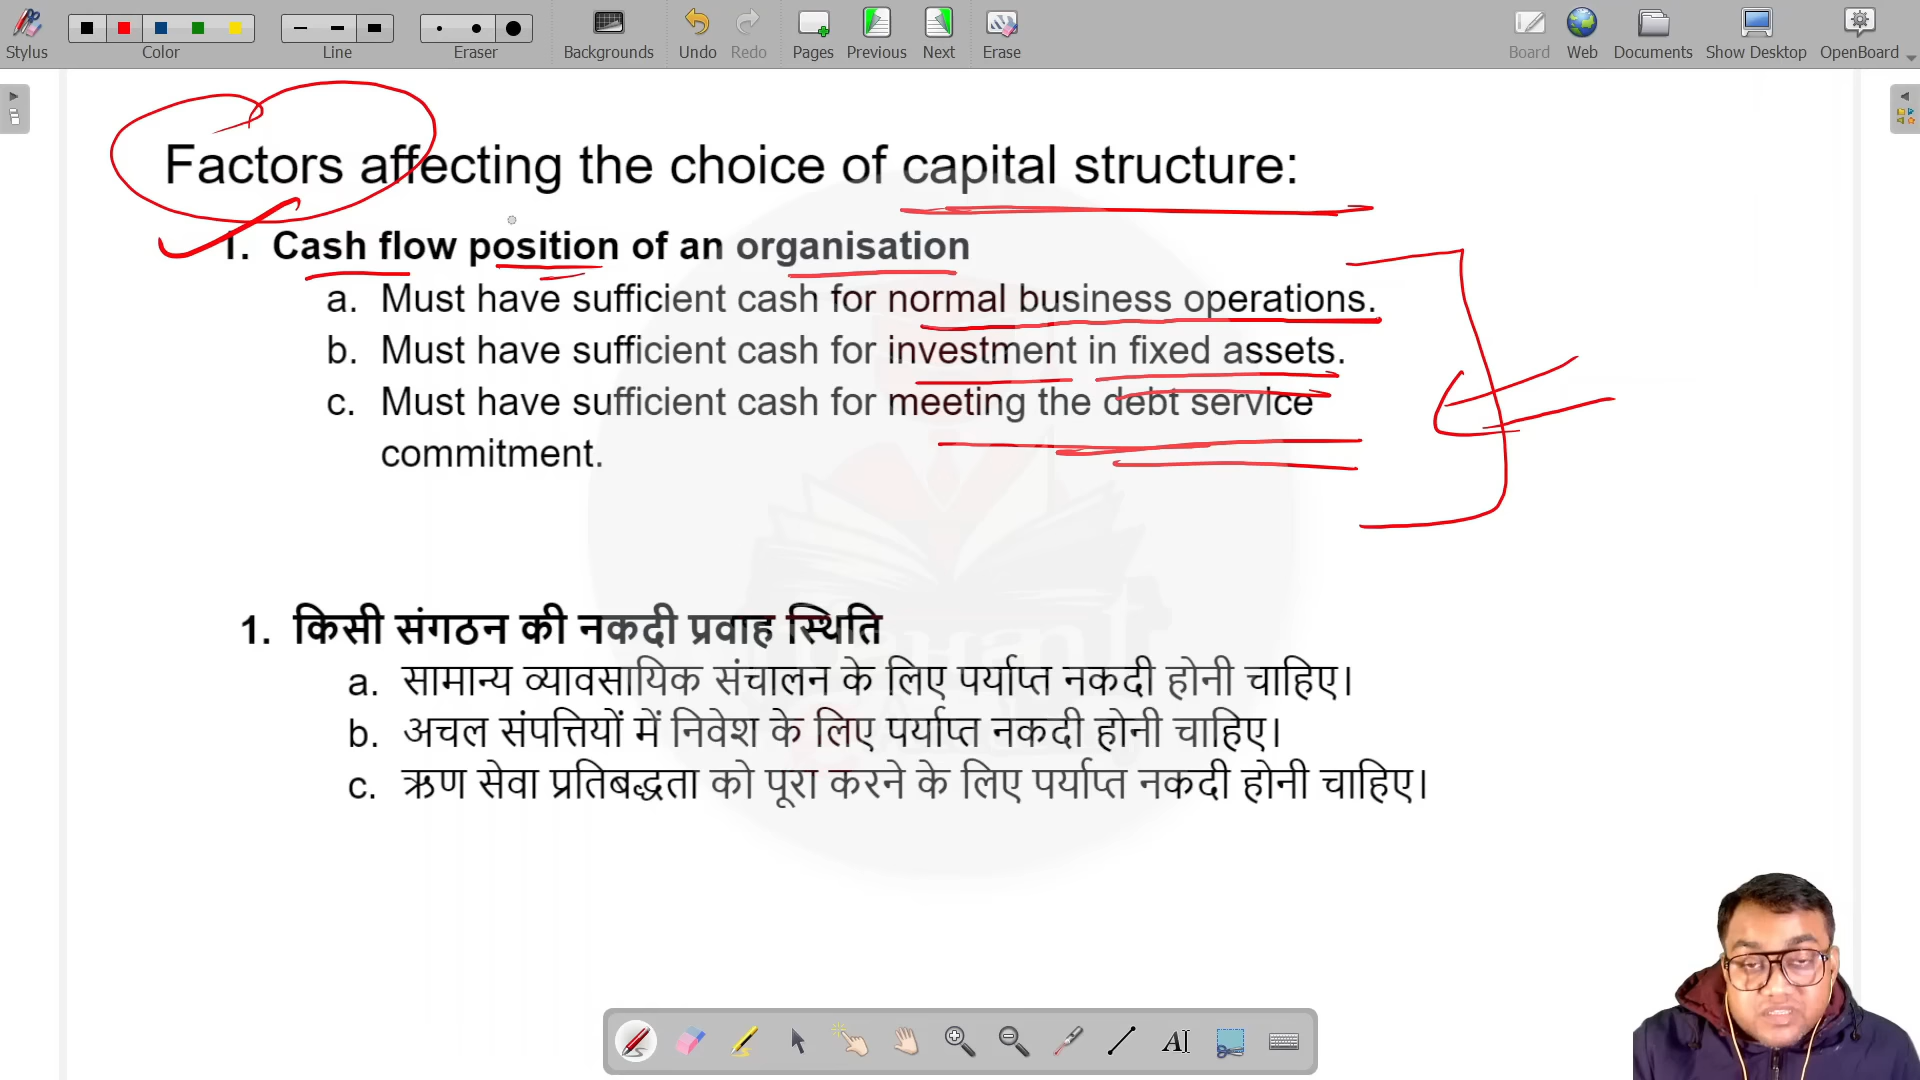 Stylus Color Line Eraser Backgrounds Undo Redo Pages Previous Next Erase Board Web Documents Show Desktop OpenBoard
Factors affecting the choice of capital structure:
1. Cash flow position of an organisation
a. Must have sufficient cash for normal business operations.
b. Must have sufficient cash for investment in fixed assets.
c. Must have sufficient cash for meeting the debt service
commitment.
1. किसी संगठन की नकदी प्रवाह स्थिति
a. सामान्य व्यावसायिक संचालन के लिए पर्याप्त नकदी होनी चाहिए।
b. अचल संपत्तियों में निवेश के लिए पर्याप्त नकदी होनी चाहिए।
c. ऋण सेवा प्रतिबद्धता को पूरा करने के लिए पर्याप्त नकदी होनी चाहिए।